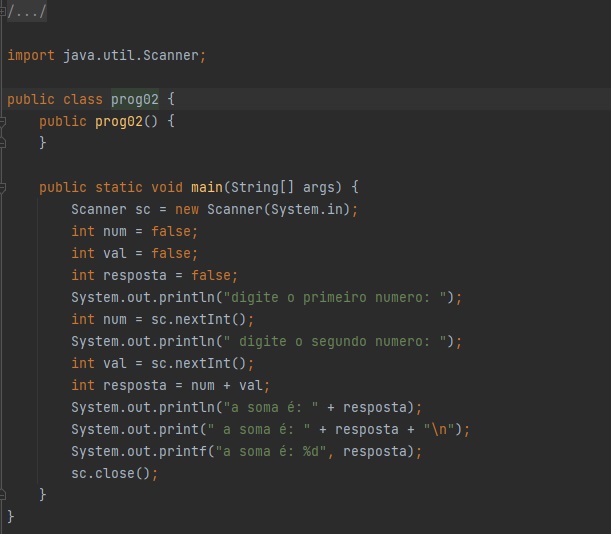 /.../
import java.util.Scanner;
public class prog02 {
public prog02() {
}
public static void main(String[] args) {
Scanner sc = new Scanner(System.in);
int num = false;
int val = false;
int resposta = false;
System.out.println("digite o primeiro numero: ");
int num = sc.nextInt();
System.out.println(" digite o segundo numero: ");
int val = sc.nextInt();
int resposta = num + val;
System.out.println("a soma é: " + resposta);
System.out.print(" a soma é: " + resposta + "\n");
System.out.printf("a soma é: %d", resposta);
sc.close();
}
}